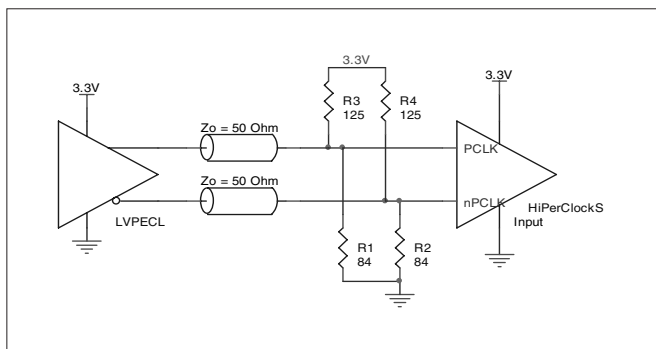 3.3V
3.3V
3.3V
R3
125
R4
125
Zo = 50 Ohm
PCLK
Zo = 50 Ohm
nPCLK
HiPerClockS
Input
LVPECL
R1
84
R2
84